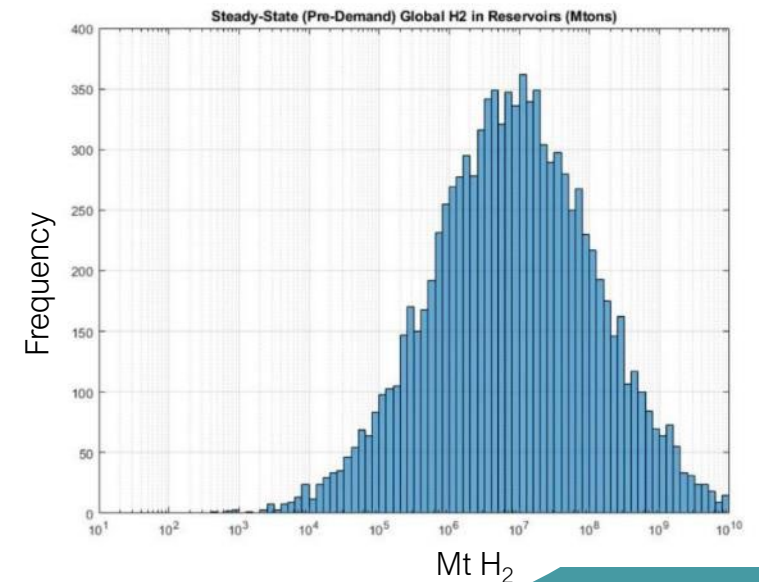 Steady-State (Pre-Demand) Global H2 in Reservoirs (Mtons)
400
350
300
250
200
150
100
50
0
Frequency
10¹ 10² 10³ 10⁴ 10⁵ 10⁶ 10⁷ 10⁸ 10⁹ 10¹⁰
Mt H₂